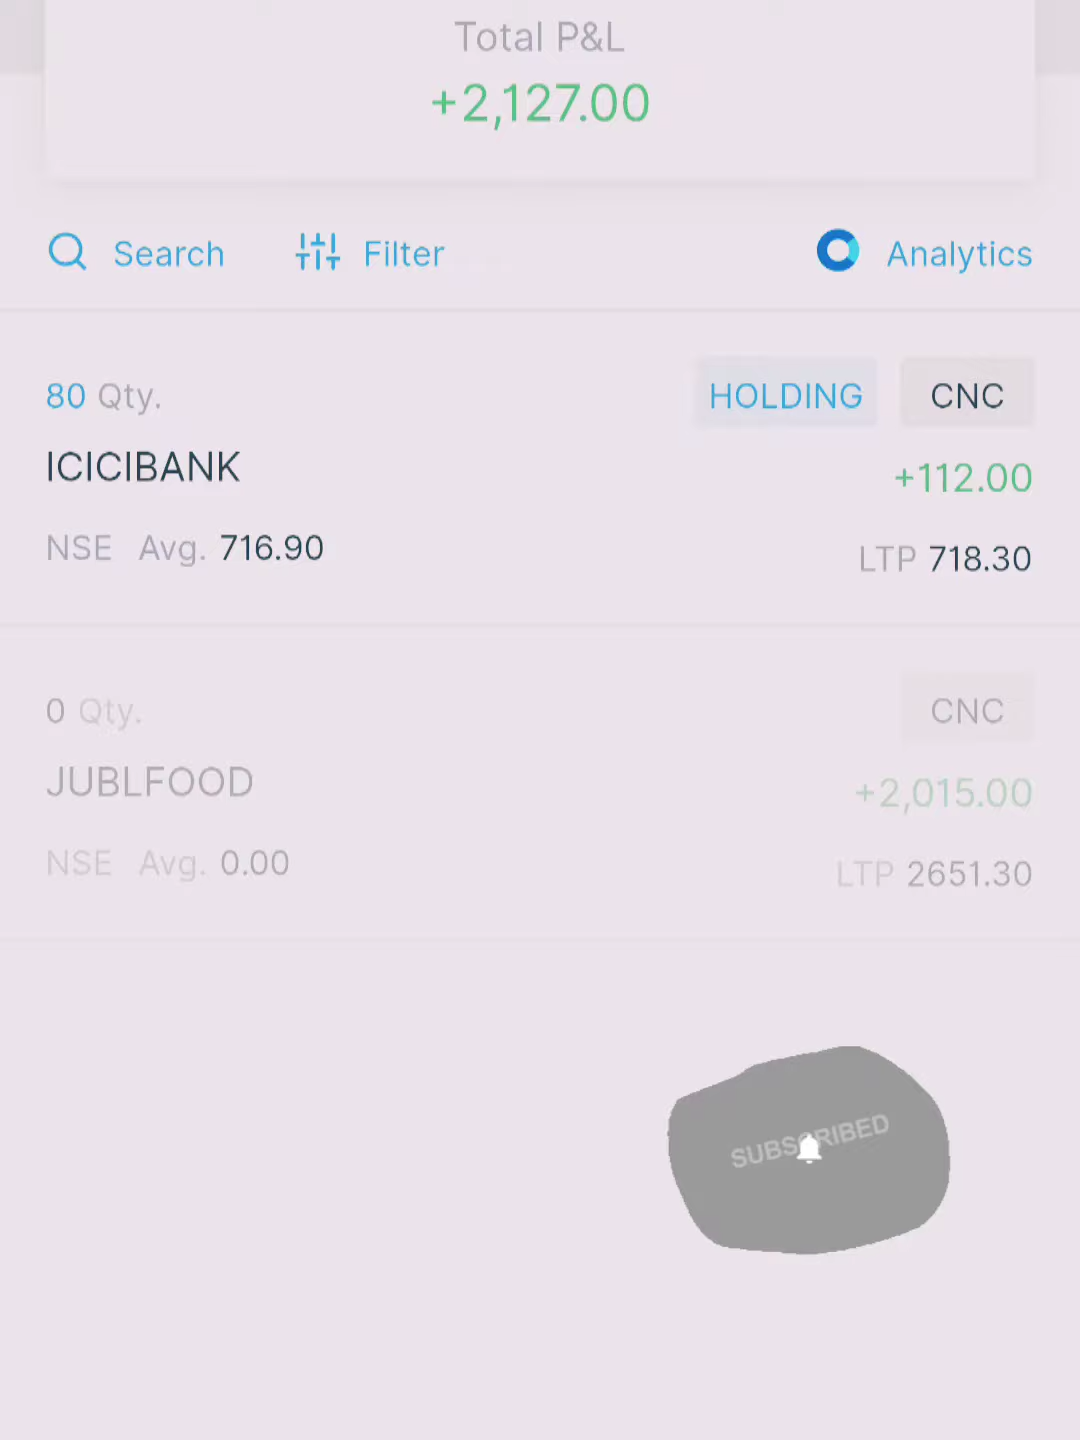 Total P&L
+2,127.00
Search Filter Analytics
80 Qty. HOLDING CNC
ICICIBANK +112.00
NSE Avg. 716.90 LTP 718.30
0 Qty. CNC
JUBLFOOD +2,015.00
NSE Avg. 0.00 LTP 2651.30
SUBSCRIBED